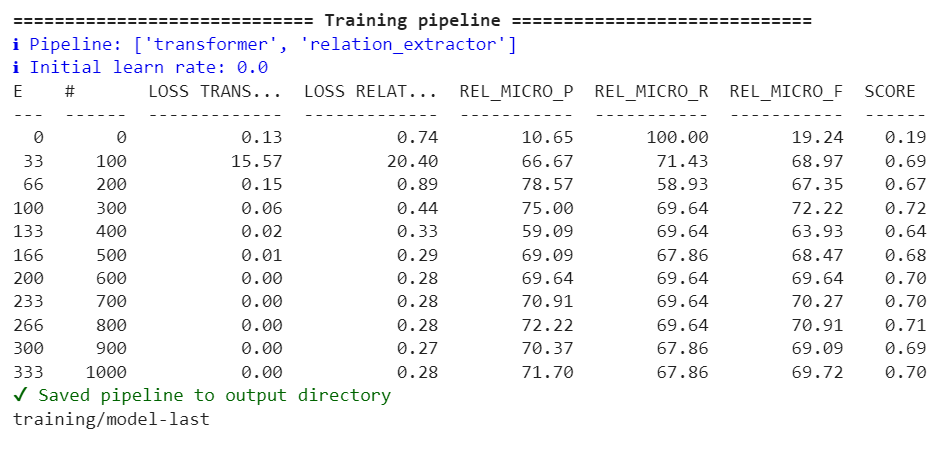 ============================= Training pipeline =============================
ℹ Pipeline: ['transformer', 'relation_extractor']
ℹ Initial learn rate: 0.0
E    #       LOSS TRANS...  LOSS RELAT...  REL_MICRO_P  REL_MICRO_R  REL_MICRO_F  SCORE
---  ------  -------------  -------------  -----------  -----------  -----------  ------
  0       0           0.13           0.74        10.65       100.00        19.24    0.19
 33     100          15.57          20.40        66.67        71.43        68.97    0.69
 66     200           0.15           0.89        78.57        58.93        67.35    0.67
100     300           0.06           0.44        75.00        69.64        72.22    0.72
133     400           0.02           0.33        59.09        69.64        63.93    0.64
166     500           0.01           0.29        69.09        67.86        68.47    0.68
200     600           0.00           0.28        69.64        69.64        69.64    0.70
233     700           0.00           0.28        70.91        69.64        70.27    0.70
266     800           0.00           0.28        72.22        69.64        70.91    0.71
300     900           0.00           0.27        70.37        67.86        69.09    0.69
333    1000           0.00           0.28        71.70        67.86        69.72    0.70
✓ Saved pipeline to output directory
training/model-last